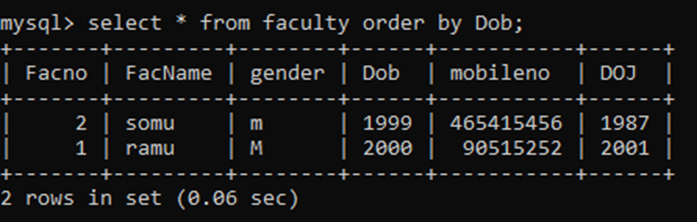 mysql> select * from faculty order by Dob;
+-------+---------+--------+------+-----------+------+
| Facno | FacName | gender | Dob | mobileno | DOJ |
+-------+---------+--------+------+-----------+------+
| 2 | somu | m | 1999 | 465415456 | 1987 |
| 1 | ramu | M | 2000 | 90515252 | 2001 |
+-------+---------+--------+------+-----------+------+
2 rows in set (0.06 sec)